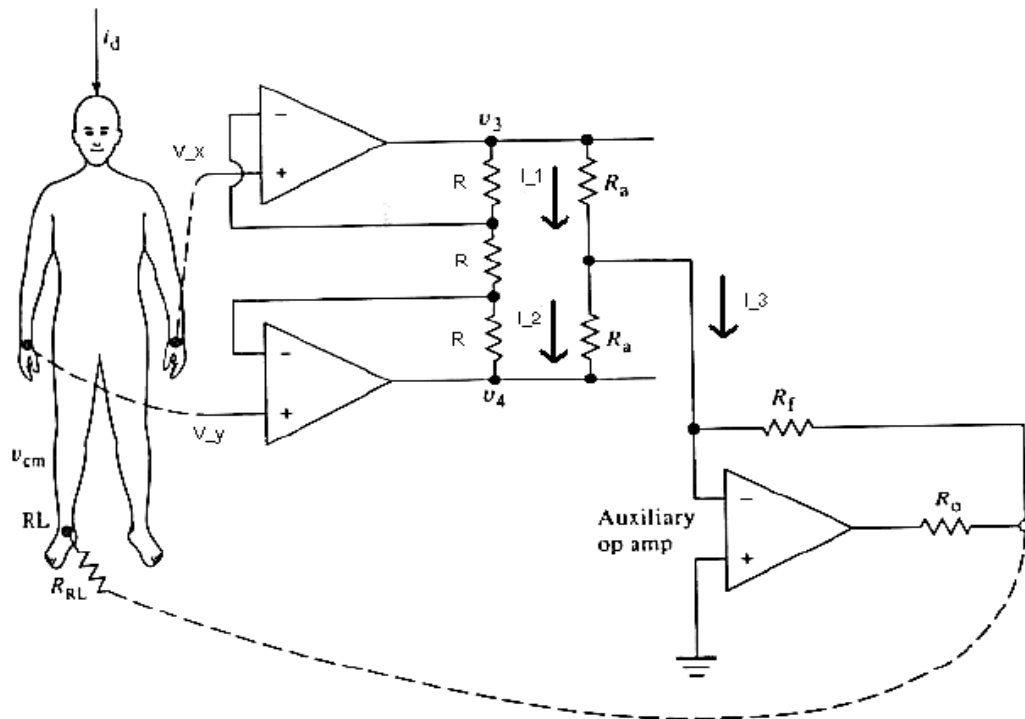 i_d
v_3
V_x
−
+
R
I_1
R_a
R
−
R
I_2
R_a
I_3
v_4
+
V_y
R_f
v_cm
−
R_o
RL
Auxiliary
op amp
+
R_RL